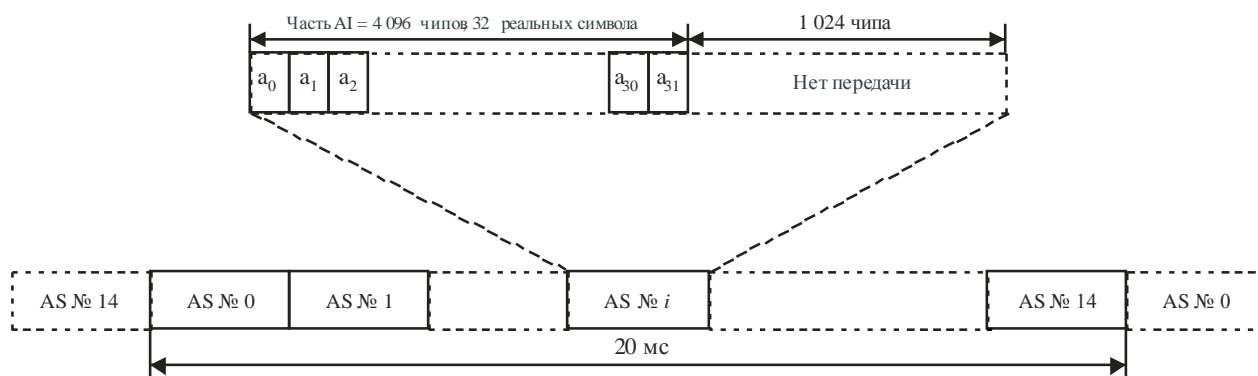 Часть AI = 4 096 чипов, 32 реальных символа
1 024 чипа
a0 a1 a2 a30 a31 Нет передачи
AS № 14 AS № 0 AS № 1 AS № i AS № 14 AS № 0
20 мс